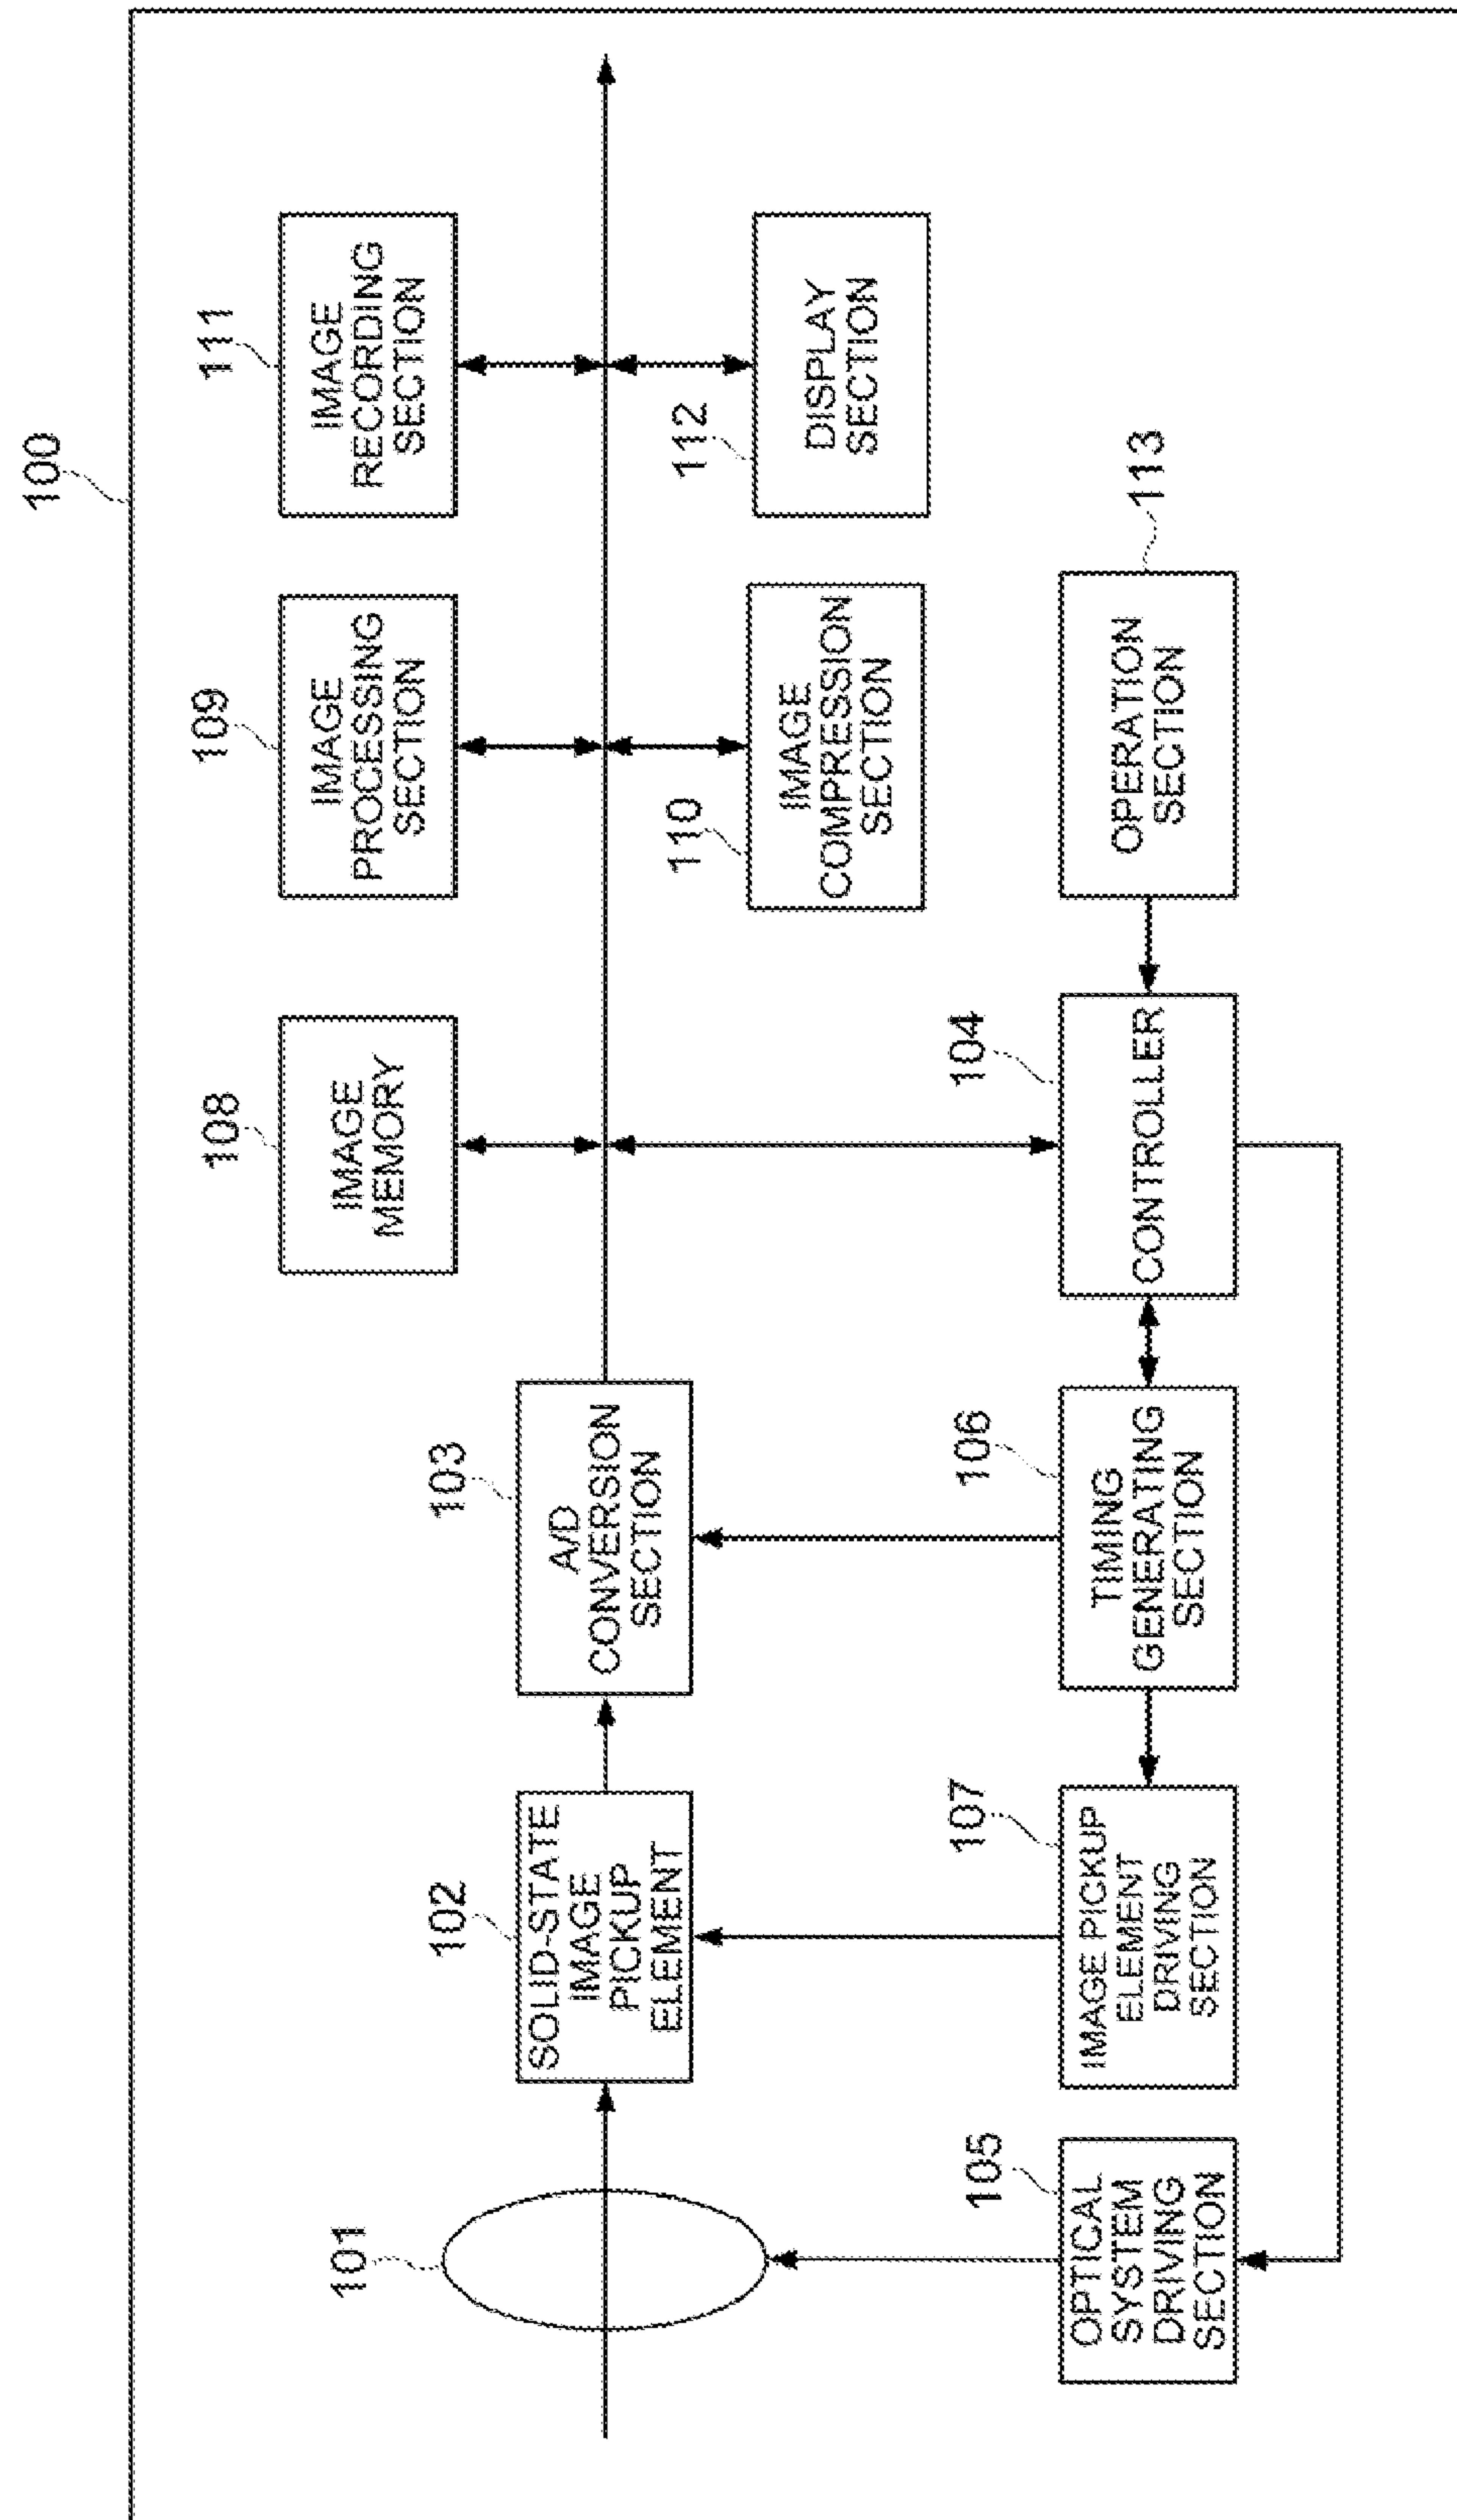 100
108
IMAGE
MEMORY
109
IMAGE
PROCESSING
SECTION
111
IMAGE
RECORDING
SECTION
101
102
SOLID-STATE
IMAGE
PICKUP
ELEMENT
103
A/D
CONVERSION
SECTION
110
IMAGE
COMPRESSION
SECTION
112
DISPLAY
SECTION
105
OPTICAL
SYSTEM
DRIVING
SECTION
107
IMAGE PICKUP
ELEMENT
DRIVING
SECTION
106
TIMING
GENERATING
SECTION
104
CONTROLLER
OPERATION
SECTION
113